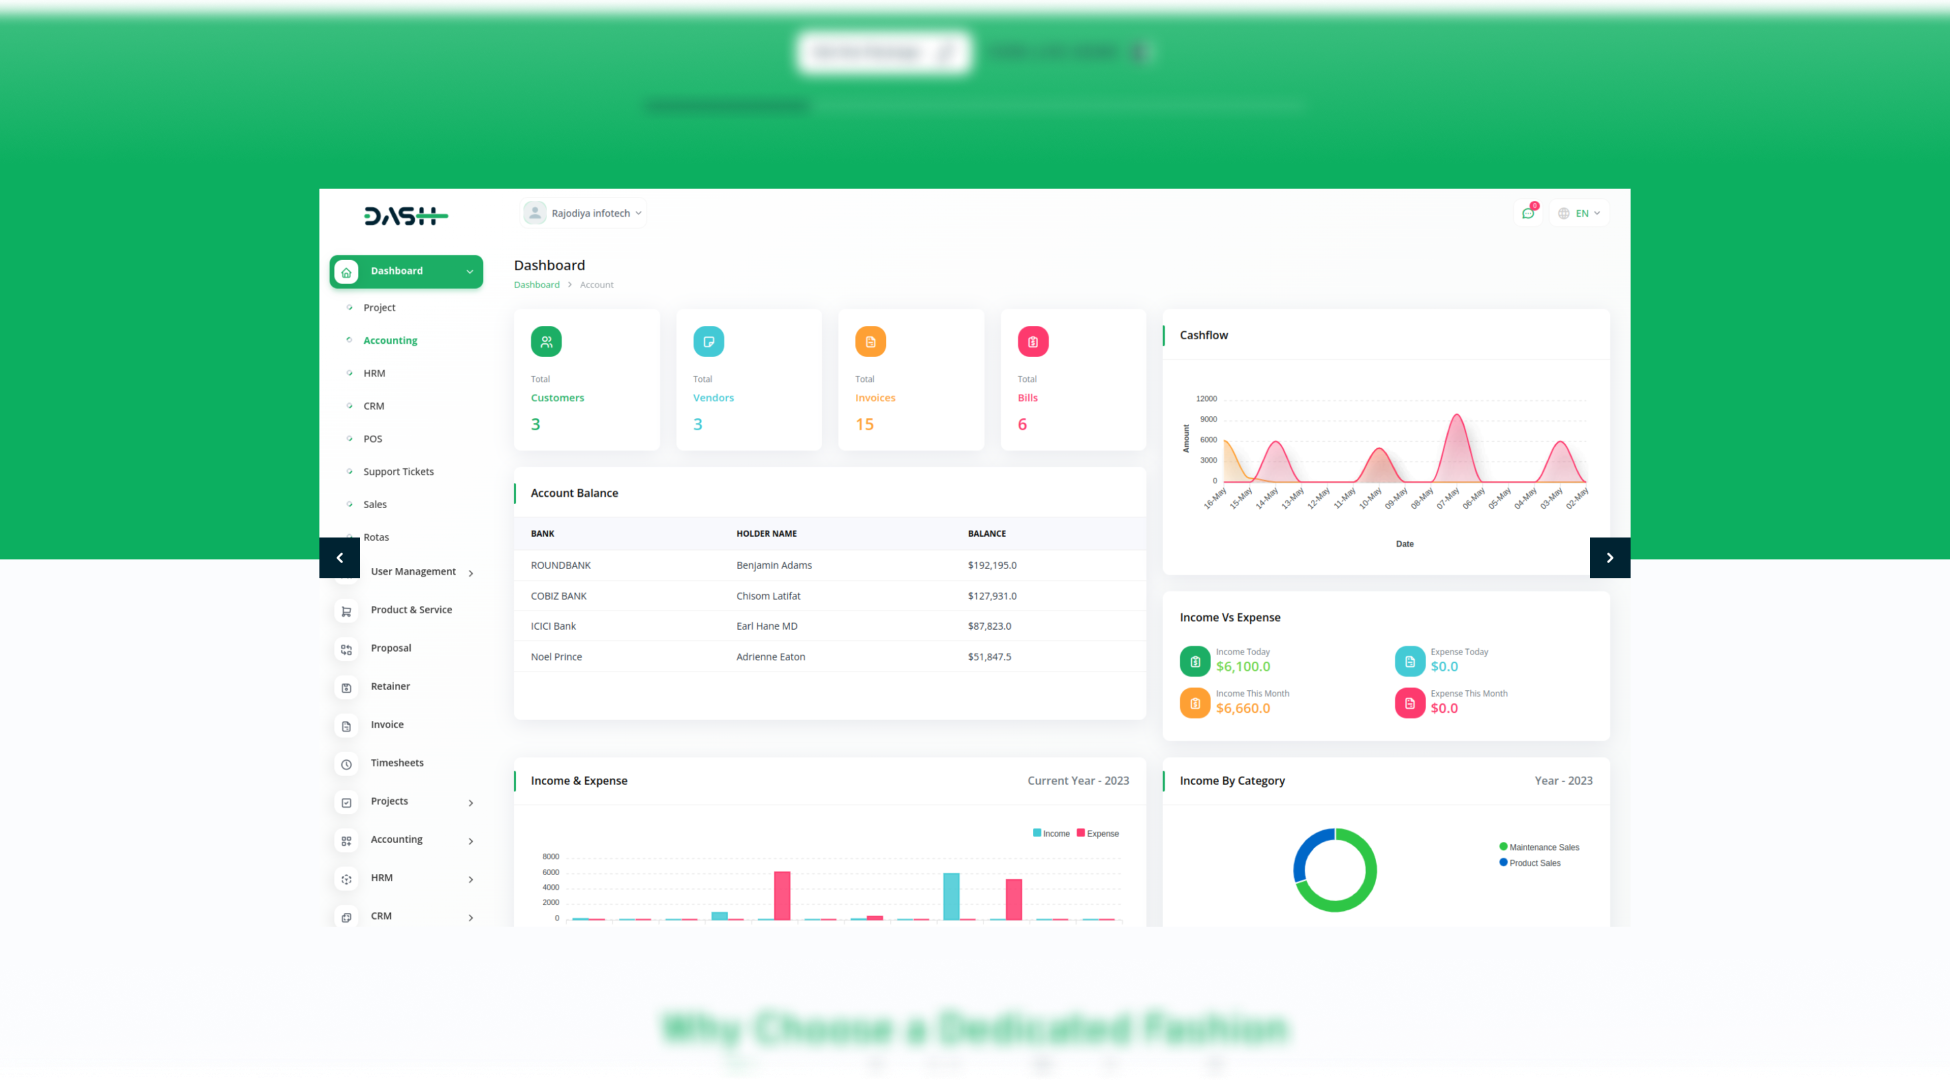 DASH
Rajodiya infotech
EN
Dashboard
Project
Accounting
HRM
CRM
POS
Support Tickets
Sales
Rotas
User Management
Product & Service
Proposal
Retainer
Invoice
Timesheets
Projects
Accounting
HRM
CRM
Dashboard
Dashboard > Account
Total
Customers
3
Total
Vendors
3
Total
Invoices
15
Total
Bills
6
Account Balance
BANK HOLDER NAME BALANCE
ROUNDBANK Benjamin Adams $192,195.0
COBIZ BANK Chisom Latifat $127,931.0
ICICI Bank Earl Hane MD $87,823.0
Noel Prince Adrienne Eaton $51,847.5
Cashflow
12000
9000
6000
3000
0
Amount
16-May 15-May 14-May 13-May 12-May 11-May 10-May 09-May 08-May 07-May 06-May 05-May 04-May 03-May 02-May
Date
Income Vs Expense
Income Today
$6,100.0
Expense Today
$0.0
Income This Month
$6,660.0
Expense This Month
$0.0
Income & Expense Current Year - 2023
Income Expense
8000
6000
4000
2000
0
Income By Category Year - 2023
Maintenance Sales
Product Sales
Why Choose a Dedicated Fashion